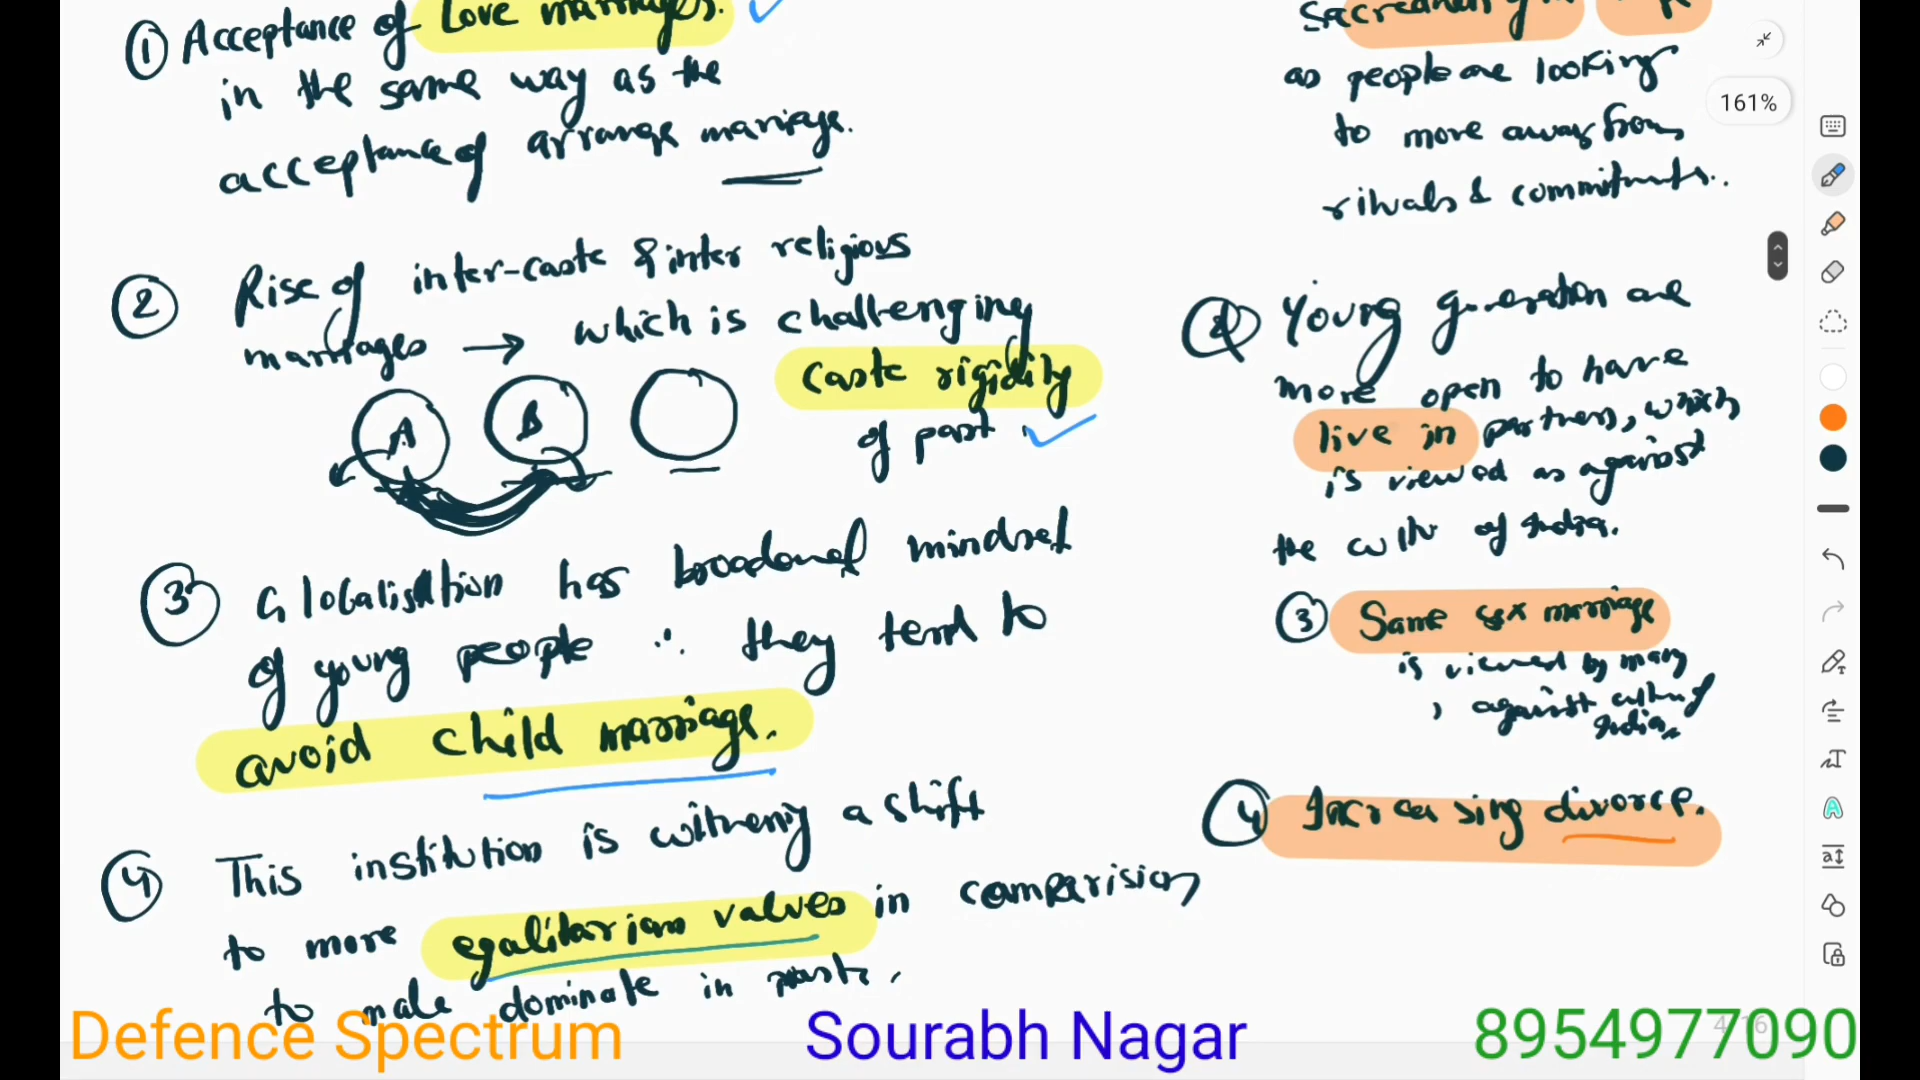 ① Acceptance of Love marriages.
in the same way as the
acceptance of arrange marriage.
② Rise of inter-caste & inter religious
marriages → which is challenging
caste rigidity
of past.
A B
③ Globalisation has broadened mindset
of young people ∴ they tend to
avoid child marriage.
④ This institution is witnessing a shift
to more egalitarian values in comparision
to male dominate in past.
as people are looking
to move away from
rituals & commitments.
② Young generation are
more open to have
live in partners, which
is viewed as against
the culture of India.
③ Same sex marriage
is viewed by many
against culture of
India
④ Increasing divorce.
161%
Defence Spectrum
Sourabh Nagar
8954977090